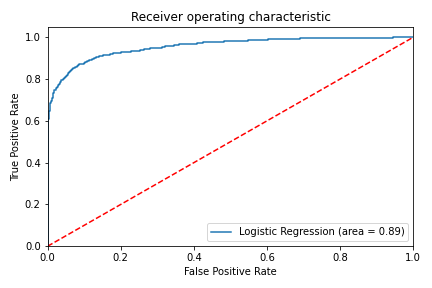 Receiver operating characteristic
1.0
0.8
0.6
0.4
0.2
0.0
True Positive Rate
Logistic Regression (area = 0.89)
0.0 0.2 0.4 0.6 0.8 1.0
False Positive Rate